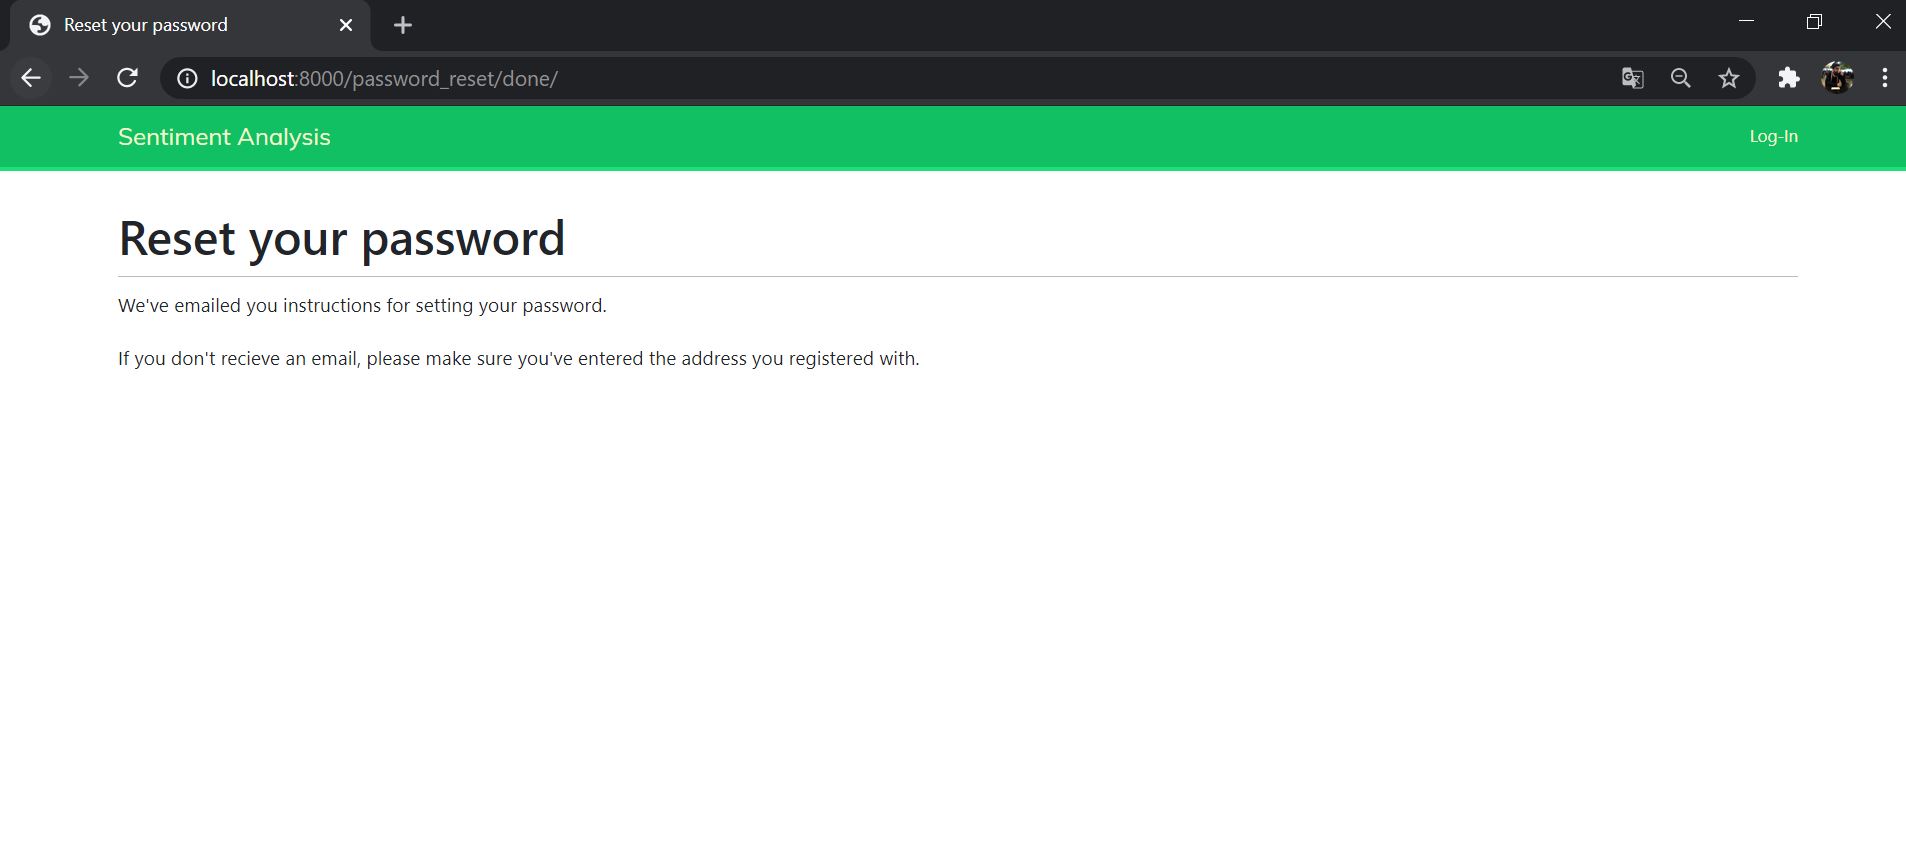 Reset your password
localhost:8000/password_reset/done/
Sentiment Analysis
Log-In
Reset your password
We've emailed you instructions for setting your password.
If you don't recieve an email, please make sure you've entered the address you registered with.